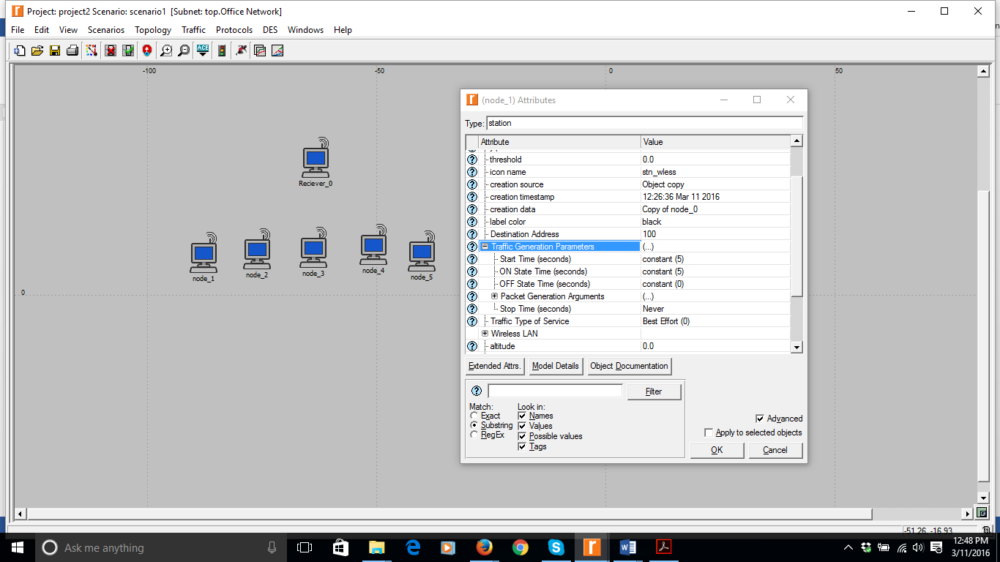 Project: project2 Scenario: scenario1 [Subnet: top.Office Network]
File Edit View Scenarios Topology Traffic Protocols DES Windows Help
ACE
-100 -50 0 50
(node_1) Attributes
Type: station
Attribute Value
threshold 0.0
icon name stn_wless
creation source Object copy
creation timestamp 12:26:36 Mar 11 2016
creation data Copy of node_0
label color black
Destination Address 100
Traffic Generation Parameters (...)
Start Time (seconds) constant (5)
ON State Time (seconds) constant (5)
OFF State Time (seconds) constant (0)
Packet Generation Arguments (...)
Stop Time (seconds) Never
Traffic Type of Service Best Effort (0)
Wireless LAN
altitude 0.0
Extended Attrs. Model Details Object Documentation
Filter
Match: Look in:
Exact Names
Substring Values
RegEx Possible values
Tags
Advanced
Apply to selected objects
OK Cancel
Reciever_0
node_1 node_2 node_3 node_4 node_5
0
-51.26, -16.93
Ask me anything
12:48 PM
3/11/2016